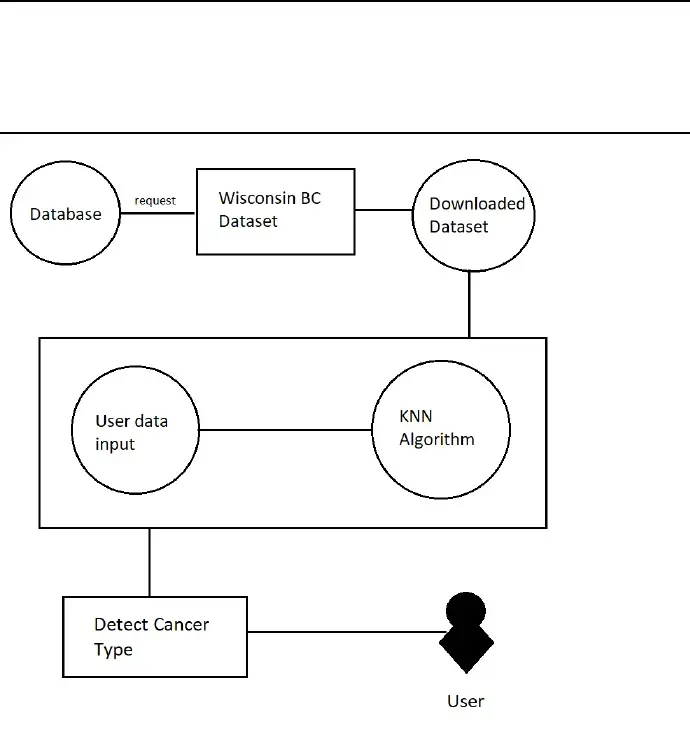 Database
request
Wisconsin BC
Dataset
Downloaded
Dataset
User data
input
KNN
Algorithm
Detect Cancer
Type
User